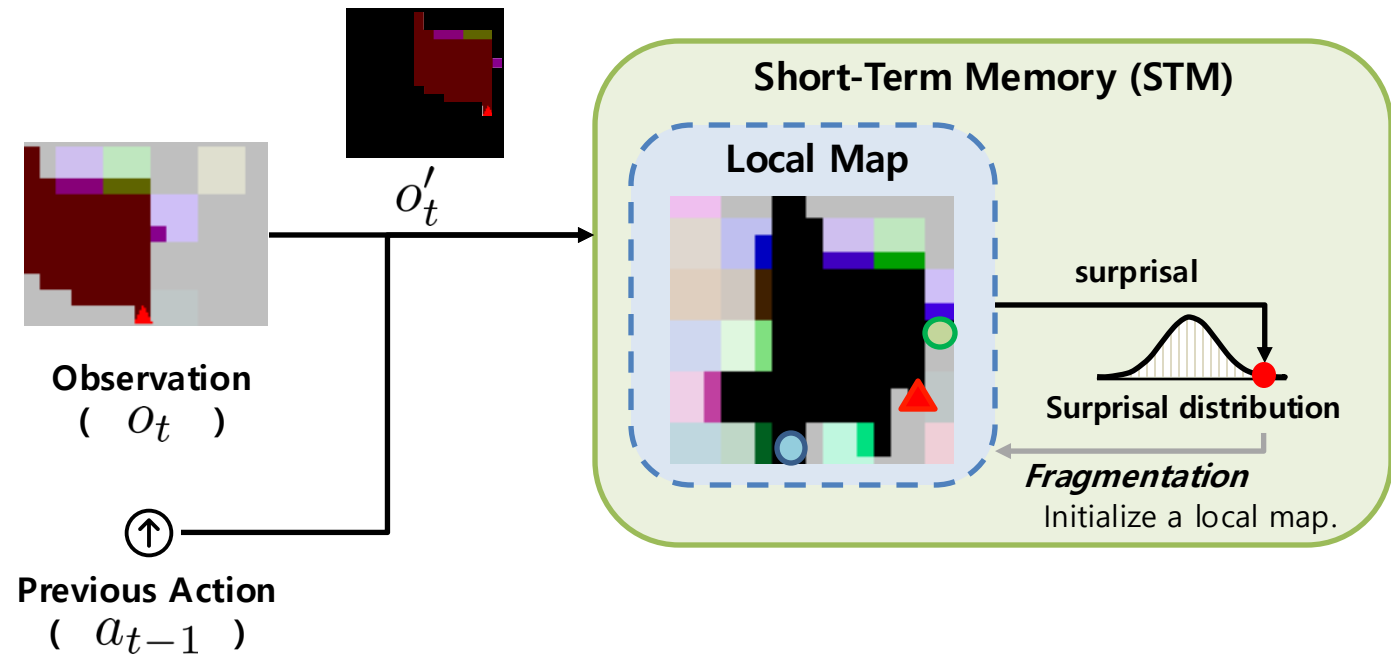 o′ₜ
Short-Term Memory (STM)
Local Map
Observation
( oₜ )
surprisal
Surprisal distribution
Fragmentation
Initialize a local map.
Previous Action
( aₜ₋₁ )